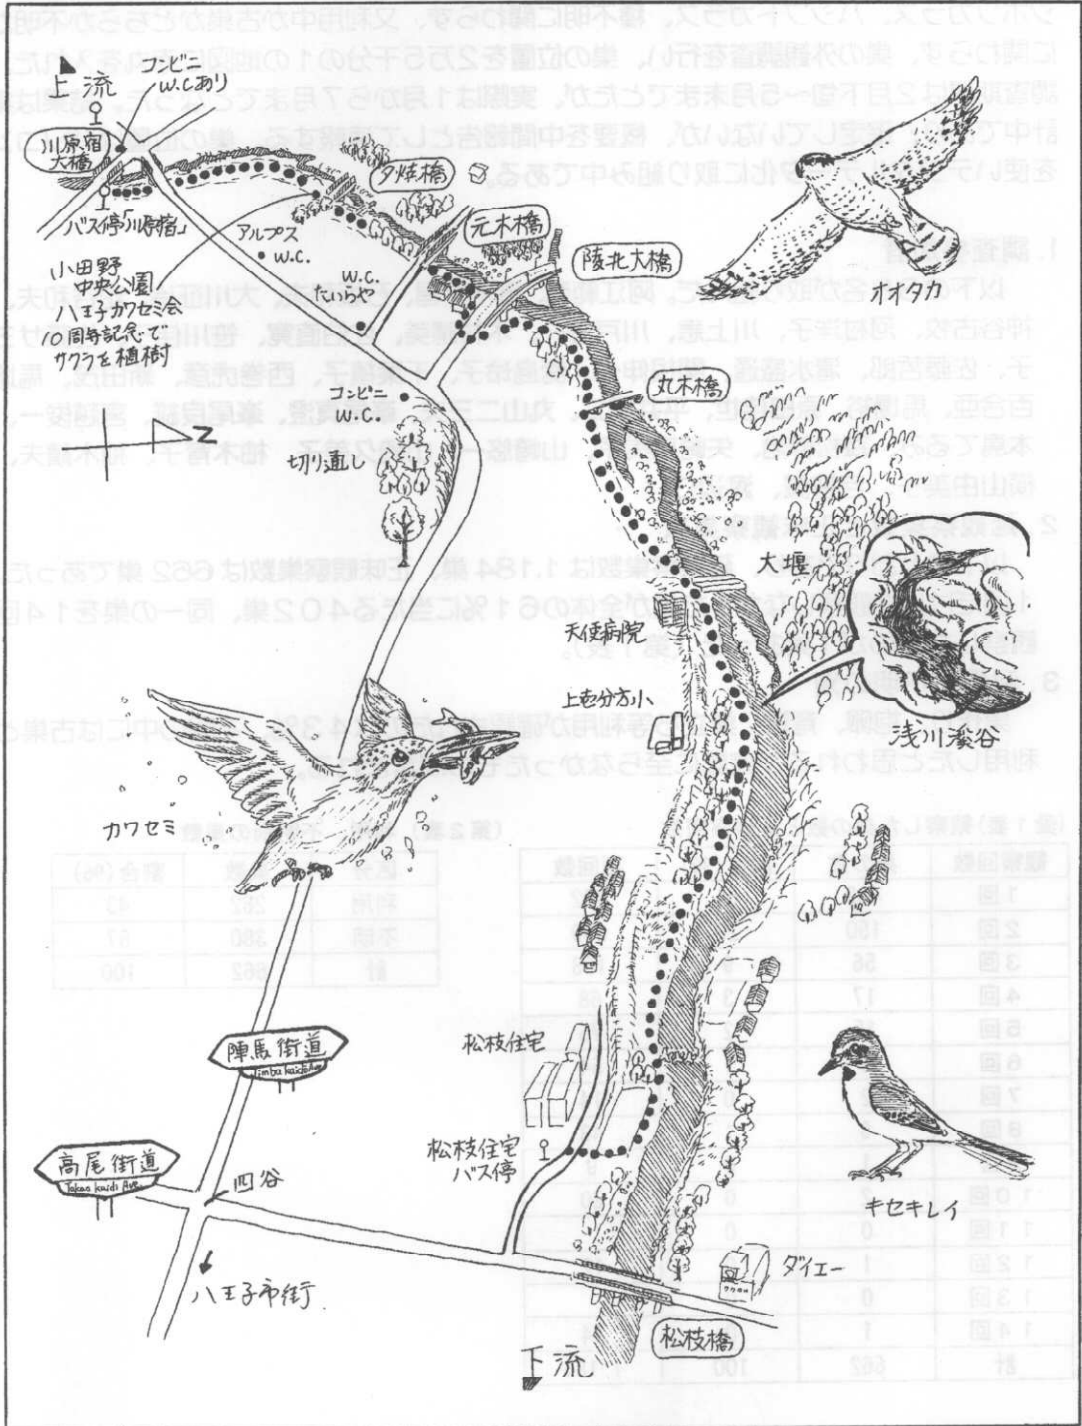 上流
コンビニ
W.Cあり
川原宿
大橋
バス停「川原宿」
夕焼橋
元木橋
陵北大橋
オオタカ
アルプス
W.C.
W.C.
たいらや
小田野
中央公園
八王子カワセミ会
10周年記念で
サクラを植樹
コンビニ
W.C.
丸木橋
N
切り通し
大堰
天使病院
上壱分方小
浅川渓谷
カワセミ
陣馬街道
Jimba kaido Ave.
松枝住宅
高尾街道
Takao kaido Ave.
四谷
松枝住宅
バス停
キセキレイ
八王子市街
ダイエー
松枝橋
下流